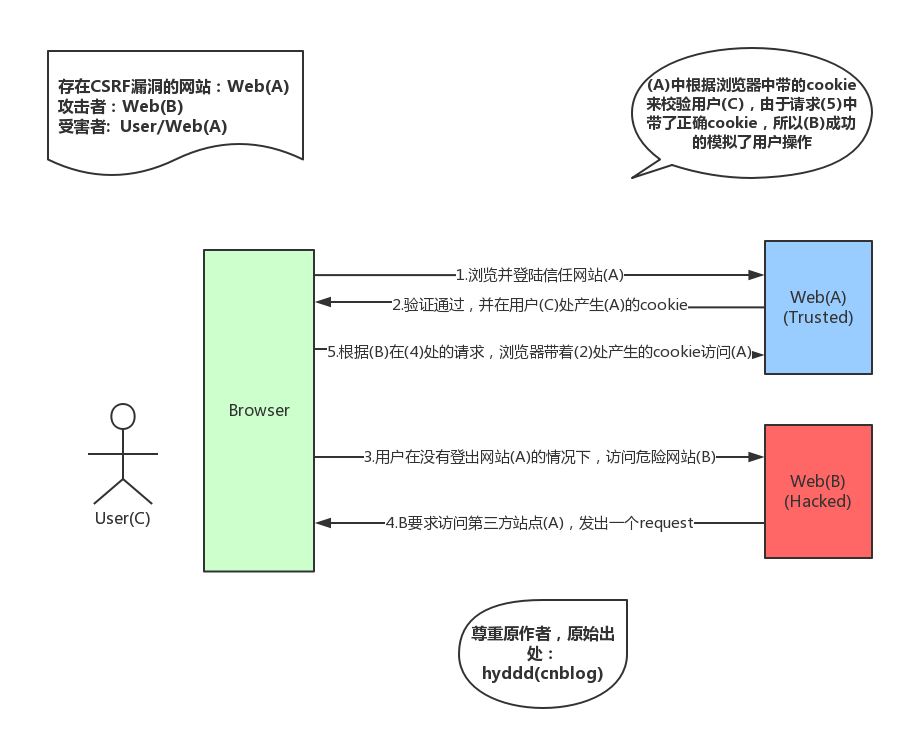 存在CSRF漏洞的网站：Web(A)
攻击者：Web(B)
受害者:  User/Web(A)
(A)中根据浏览器中带的cookie
来校验用户(C)，由于请求(5)中
带了正确cookie，所以(B)成功
的模拟了用户操作
1.浏览并登陆信任网站(A)
2.验证通过，并在用户(C)处产生(A)的cookie
Web(A)
(Trusted)
5.根据(B)在(4)处的请求，浏览器带着(2)处产生的cookie访问(A)
Browser
3.用户在没有登出网站(A)的情况下，访问危险网站(B)
Web(B)
(Hacked)
User(C)
4.B要求访问第三方站点(A)，发出一个request
尊重原作者，原始出
处：
hyddd(cnblog)